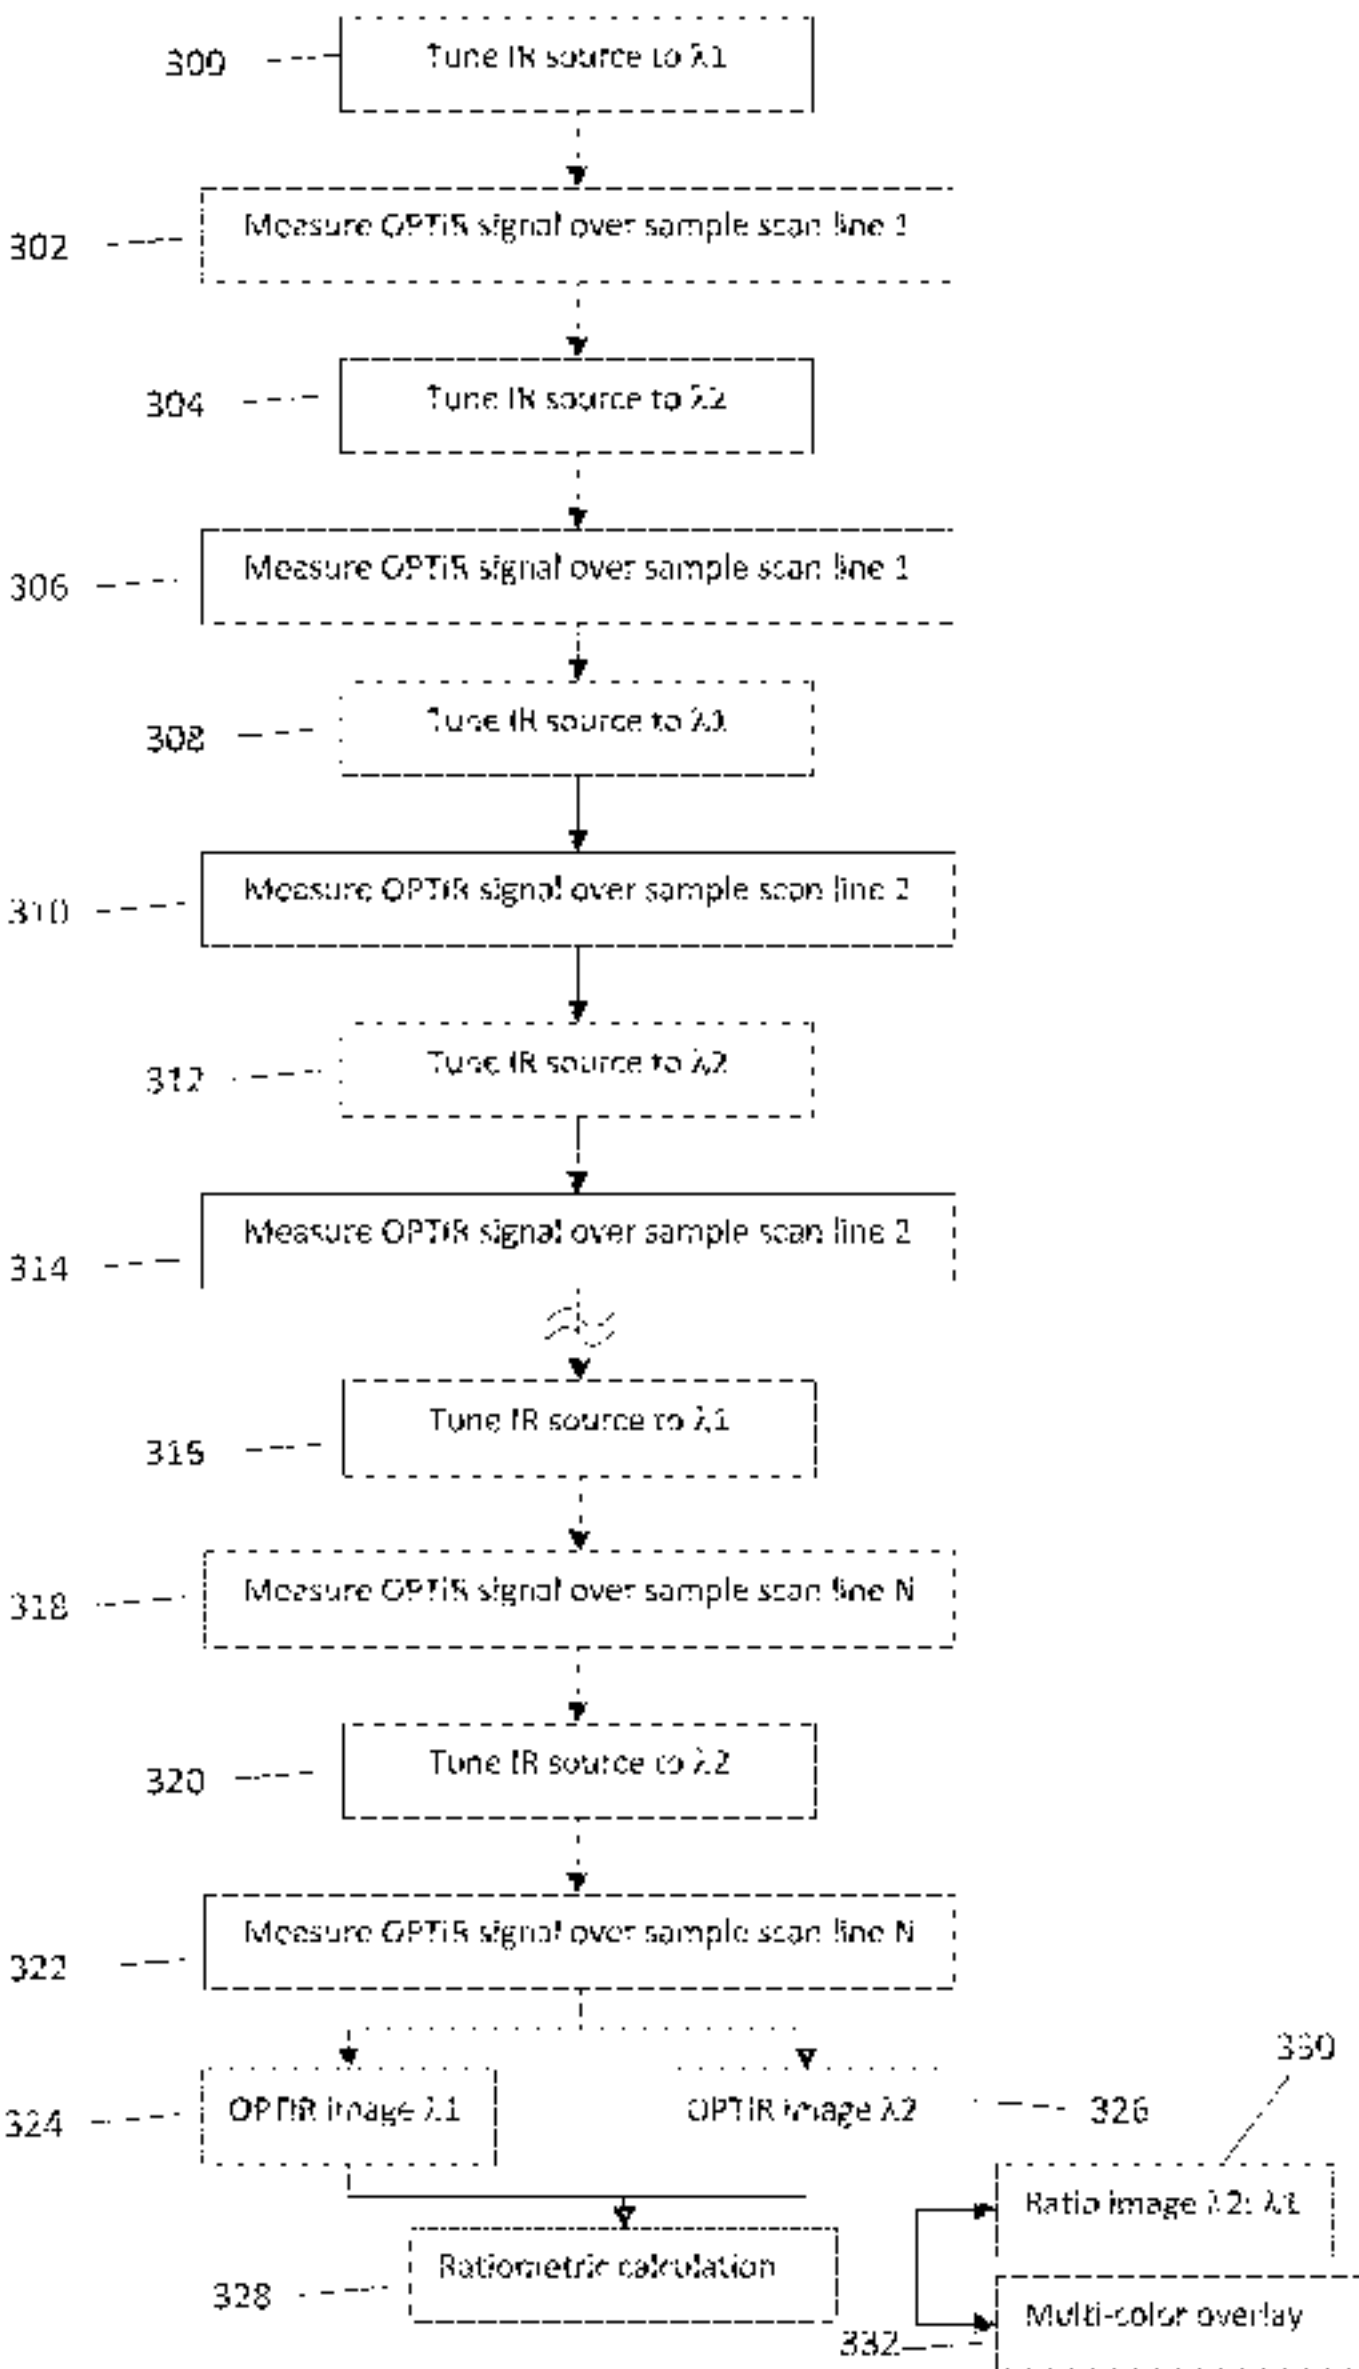 300
Tune IR source to λ1
302
Measure OPTIR signal over sample scan line 1
304
Tune IR source to λ2
306
Measure OPTIR signal over sample scan line 1
308
Tune IR source to λ1
310
Measure OPTIR signal over sample scan line 2
312
Tune IR source to λ2
314
Measure OPTIR signal over sample scan line 2
316
Tune IR source to λ1
318
Measure OPTIR signal over sample scan line N
320
Tune IR source to λ2
322
Measure OPTIR signal over sample scan line N
324
OPTIR image λ1
OPTIR image λ2
326
330
Ratio image λ2: λ1
328
Ratiometric calculation
332
Multi-color overlay